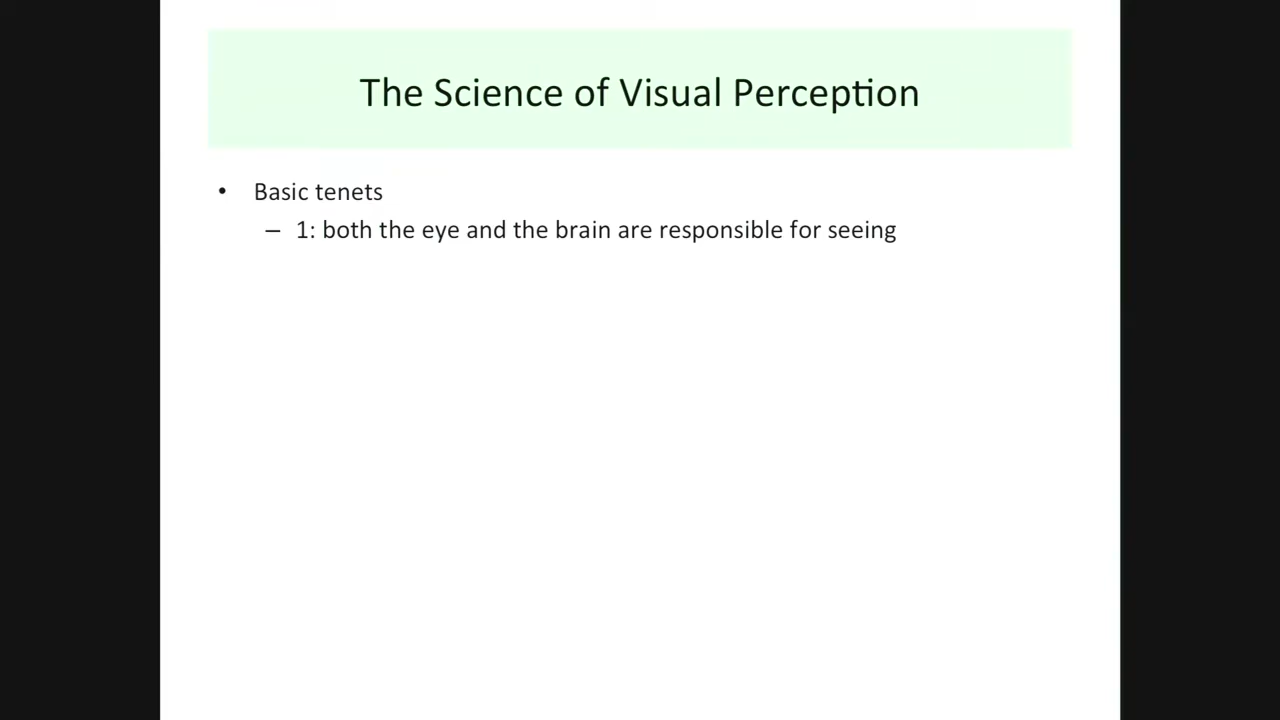 The Science of Visual Perception
• Basic tenets
– 1: both the eye and the brain are responsible for seeing